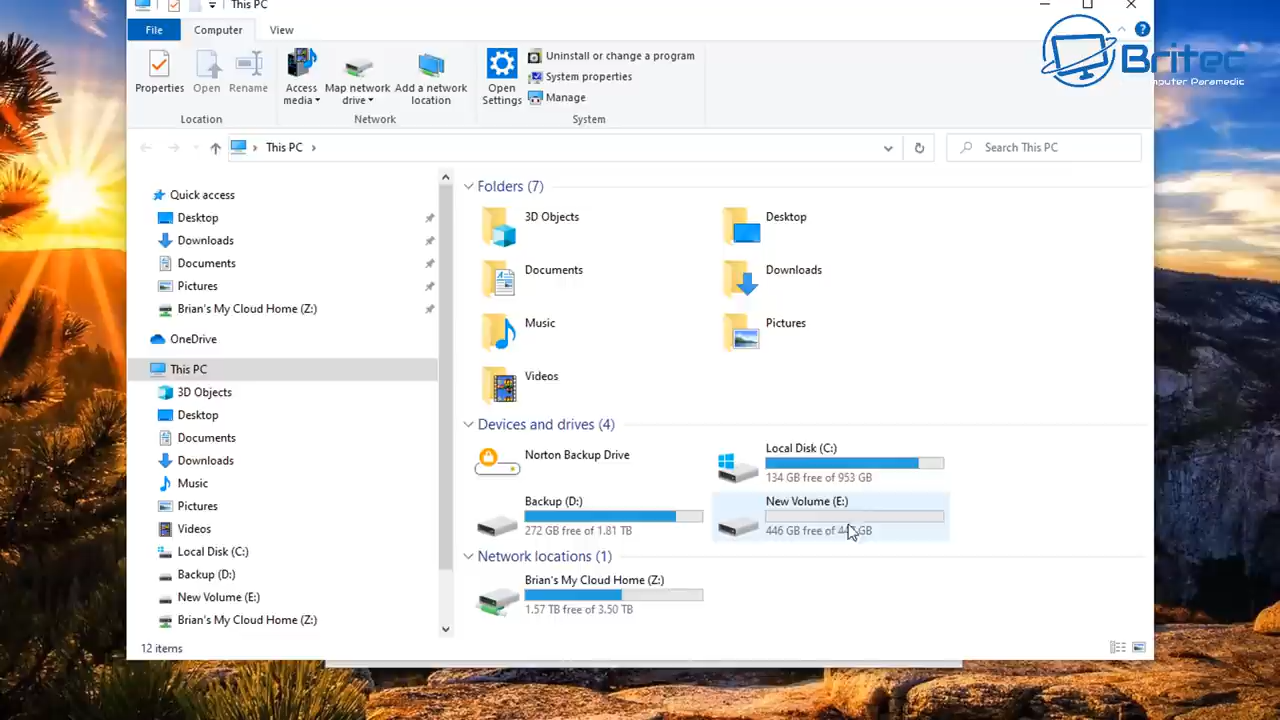 This PC
File Computer View
Properties Open Rename Access media Map network drive Add a network location Open Settings Uninstall or change a program System properties Manage
Location Network System
Britec
Computer Paramedic
This PC
Search This PC
Quick access
Desktop
Downloads
Documents
Pictures
Brian's My Cloud Home (Z:)
OneDrive
This PC
3D Objects
Desktop
Documents
Downloads
Music
Pictures
Videos
Local Disk (C:)
Backup (D:)
New Volume (E:)
Brian's My Cloud Home (Z:)
Folders (7)
3D Objects
Desktop
Documents
Downloads
Music
Pictures
Videos
Devices and drives (4)
Norton Backup Drive
Local Disk (C:)
134 GB free of 953 GB
Backup (D:)
272 GB free of 1.81 TB
New Volume (E:)
446 GB free of GB
Network locations (1)
Brian's My Cloud Home (Z:)
1.57 TB free of 3.50 TB
12 items